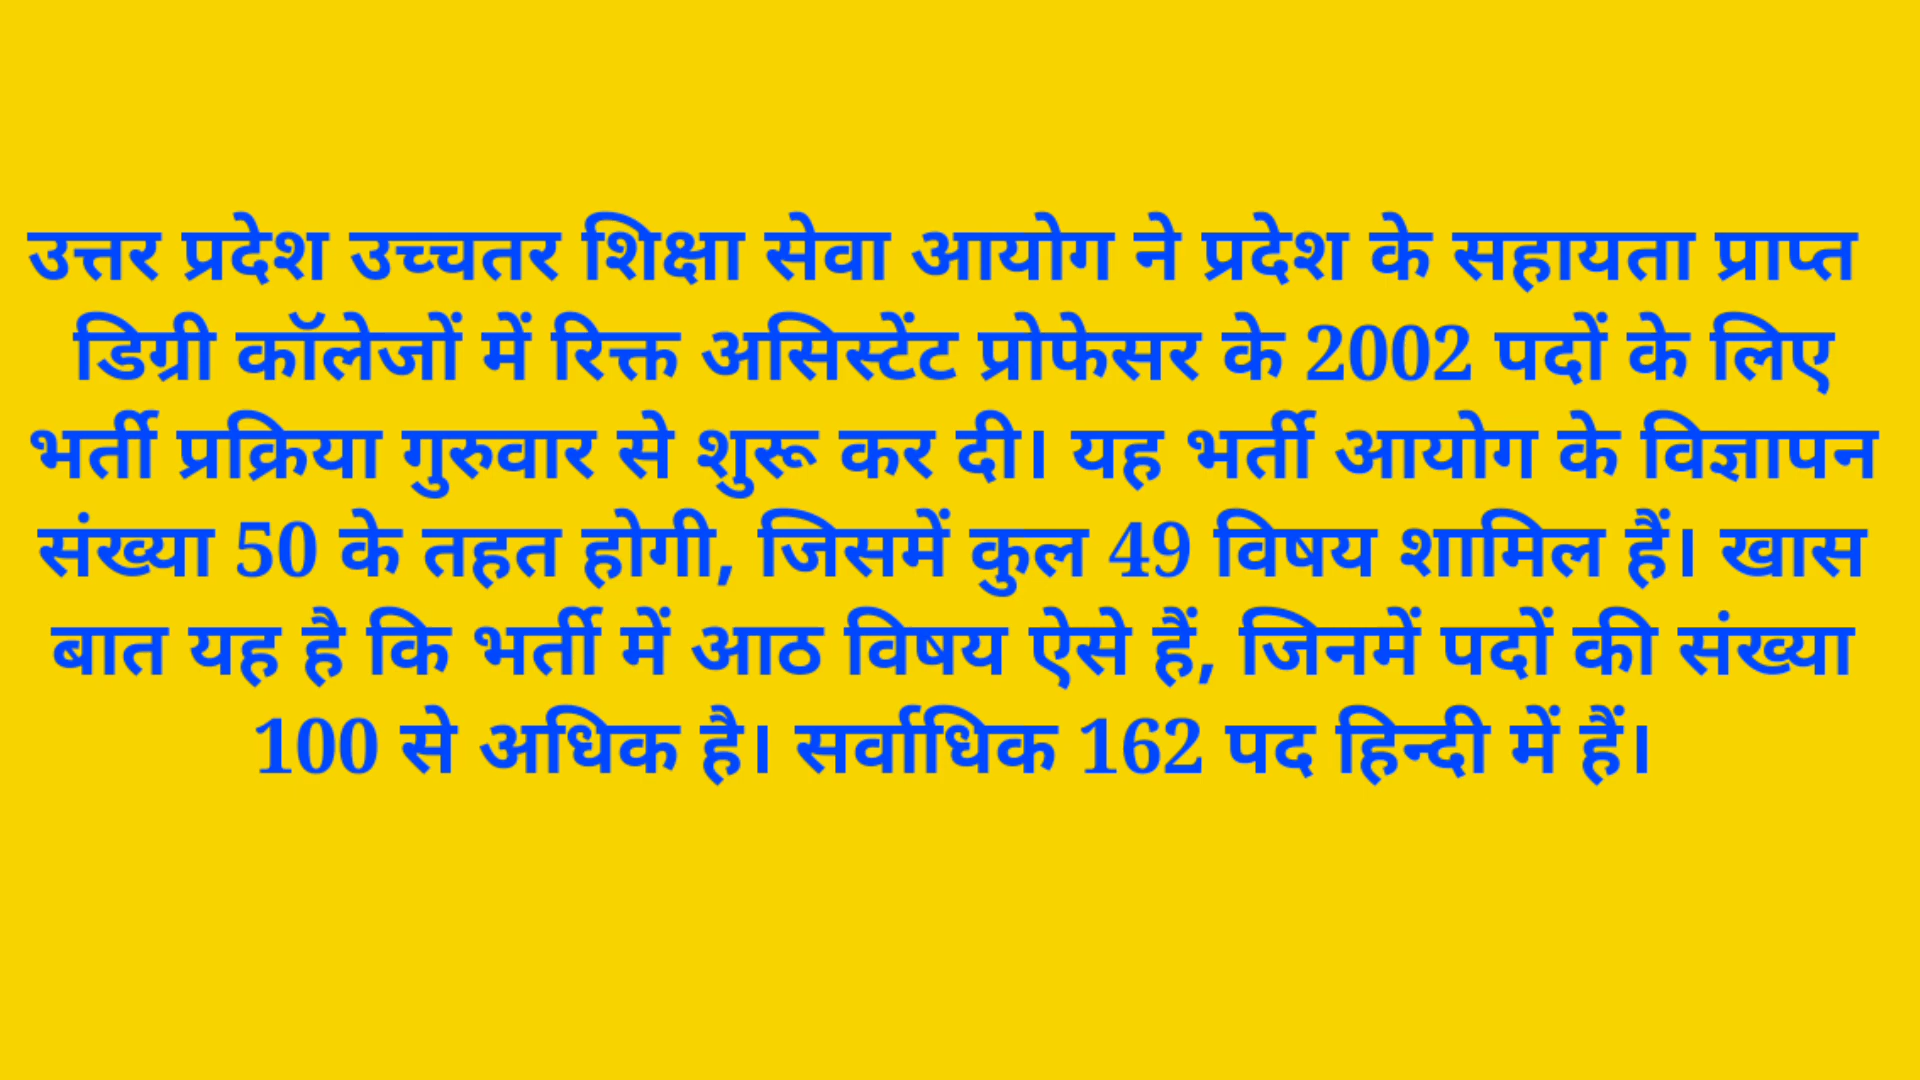 उत्तर प्रदेश उच्चतर शिक्षा सेवा आयोग ने प्रदेश के सहायता प्राप्त
डिग्री कॉलेजों में रिक्त असिस्टेंट प्रोफेसर के 2002 पदों के लिए
भर्ती प्रक्रिया गुरुवार से शुरू कर दी। यह भर्ती आयोग के विज्ञापन
संख्या 50 के तहत होगी, जिसमें कुल 49 विषय शामिल हैं। खास
बात यह है कि भर्ती में आठ विषय ऐसे हैं, जिनमें पदों की संख्या
100 से अधिक है। सर्वाधिक 162 पद हिन्दी में हैं।